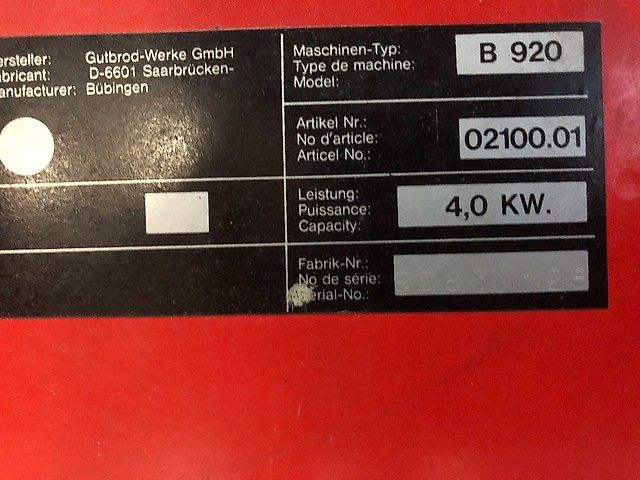 ersteller: Gutbrod-Werke GmbH
abricant: D-6601 Saarbrücken-
anufacturer: Bübingen
Maschinen-Typ:
Type de machine:
Model:
B 920
Artikel Nr.:
No d'article:
Articel No.:
02100.01
Leistung:
Puissance:
Capacity:
4,0 KW.
Fabrik-Nr.:
No de série:
erial-No.: